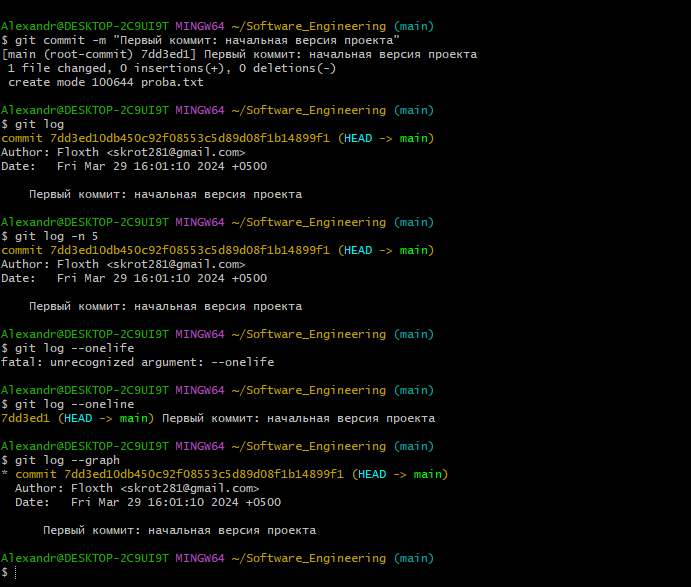 Alexandr@DESKTOP-2C9UI9T MINGW64 ~/Software_Engineering (main)
$ git commit -m "Первый коммит: начальная версия проекта"
[main (root-commit) 7dd3ed1] Первый коммит: начальная версия проекта
 1 file changed, 0 insertions(+), 0 deletions(-)
 create mode 100644 proba.txt
Alexandr@DESKTOP-2C9UI9T MINGW64 ~/Software_Engineering (main)
$ git log
commit 7dd3ed10db450c92f08553c5d89d08f1b14899f1 (HEAD -> main)
Author: Floxth <skrot281@gmail.com>
Date:   Fri Mar 29 16:01:10 2024 +0500
    Первый коммит: начальная версия проекта
Alexandr@DESKTOP-2C9UI9T MINGW64 ~/Software_Engineering (main)
$ git log -n 5
commit 7dd3ed10db450c92f08553c5d89d08f1b14899f1 (HEAD -> main)
Author: Floxth <skrot281@gmail.com>
Date:   Fri Mar 29 16:01:10 2024 +0500
    Первый коммит: начальная версия проекта
Alexandr@DESKTOP-2C9UI9T MINGW64 ~/Software_Engineering (main)
$ git log --onelife
fatal: unrecognized argument: --onelife
Alexandr@DESKTOP-2C9UI9T MINGW64 ~/Software_Engineering (main)
$ git log --oneline
7dd3ed1 (HEAD -> main) Первый коммит: начальная версия проекта
Alexandr@DESKTOP-2C9UI9T MINGW64 ~/Software_Engineering (main)
$ git log --graph
* commit 7dd3ed10db450c92f08553c5d89d08f1b14899f1 (HEAD -> main)
  Author: Floxth <skrot281@gmail.com>
  Date:   Fri Mar 29 16:01:10 2024 +0500
      Первый коммит: начальная версия проекта
Alexandr@DESKTOP-2C9UI9T MINGW64 ~/Software_Engineering (main)
$